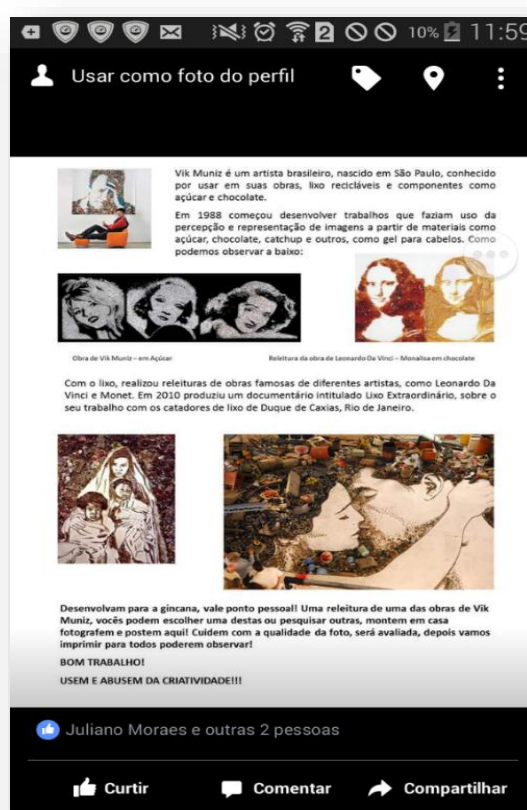 2 10% 11:59
Usar como foto do perfil
Vik Muniz é um artista brasileiro, nascido em São Paulo, conhecido
por usar em suas obras, lixo recicláveis e componentes como
açúcar e chocolate.
Em 1988 começou desenvolver trabalhos que faziam uso da
percepção e representação de imagens a partir de materiais como
açúcar, chocolate, catchup e outros, como gel para cabelos. Como
podemos observar a baixo:
Obra de Vik Muniz – em Açúcar
Releitura da obra de Leonardo Da Vinci – Monalisa em chocolate
Com o lixo, realizou releituras de obras famosas de diferentes artistas, como Leonardo Da
Vinci e Monet. Em 2010 produziu um documentário intitulado Lixo Extraordinário, sobre o
seu trabalho com os catadores de lixo de Duque de Caxias, Rio de Janeiro.
Desenvolvam para a gincana, vale ponto pessoal! Uma releitura de uma das obras de Vik
Muniz, vocês podem escolher uma destas ou pesquisar outras, montem em casa
fotografem e postem aqui! Cuidem com a qualidade da foto, será avaliada, depois vamos
imprimir para todos poderem observar!
BOM TRABALHO!
USEM E ABUSEM DA CRIATIVIDADE!!!
Juliano Moraes e outras 2 pessoas
Curtir
Comentar
Compartilhar